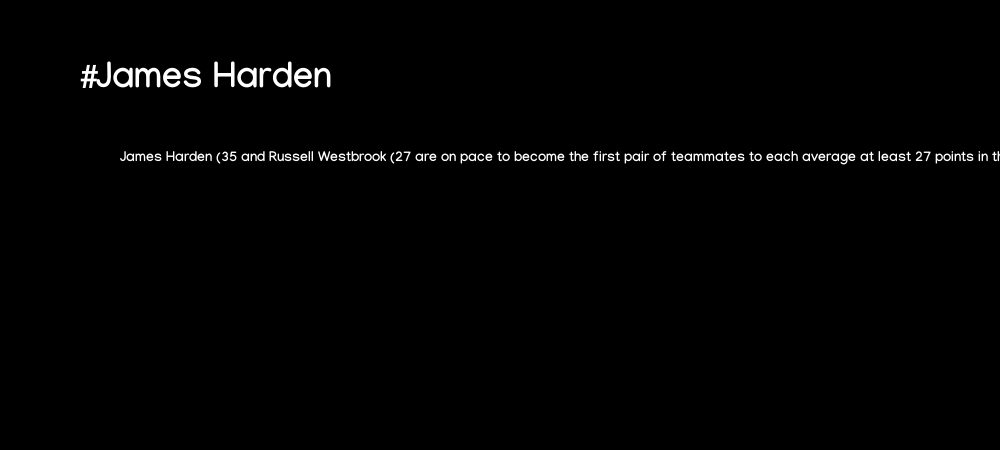 #James Harden
James Harden (35 and Russell Westbrook (27 are on pace to become the first pair of teammates to each average at least 27 points in